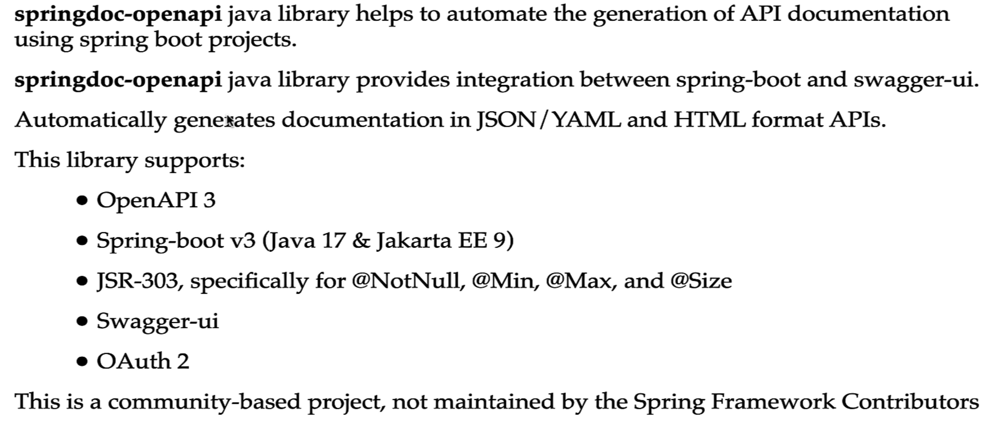 springdoc-openapi java library helps to automate the generation of API documentation
using spring boot projects.
springdoc-openapi java library provides integration between spring-boot and swagger-ui.
Automatically generates documentation in JSON/YAML and HTML format APIs.
This library supports:
• OpenAPI 3
• Spring-boot v3 (Java 17 & Jakarta EE 9)
• JSR-303, specifically for @NotNull, @Min, @Max, and @Size
• Swagger-ui
• OAuth 2
This is a community-based project, not maintained by the Spring Framework Contributors